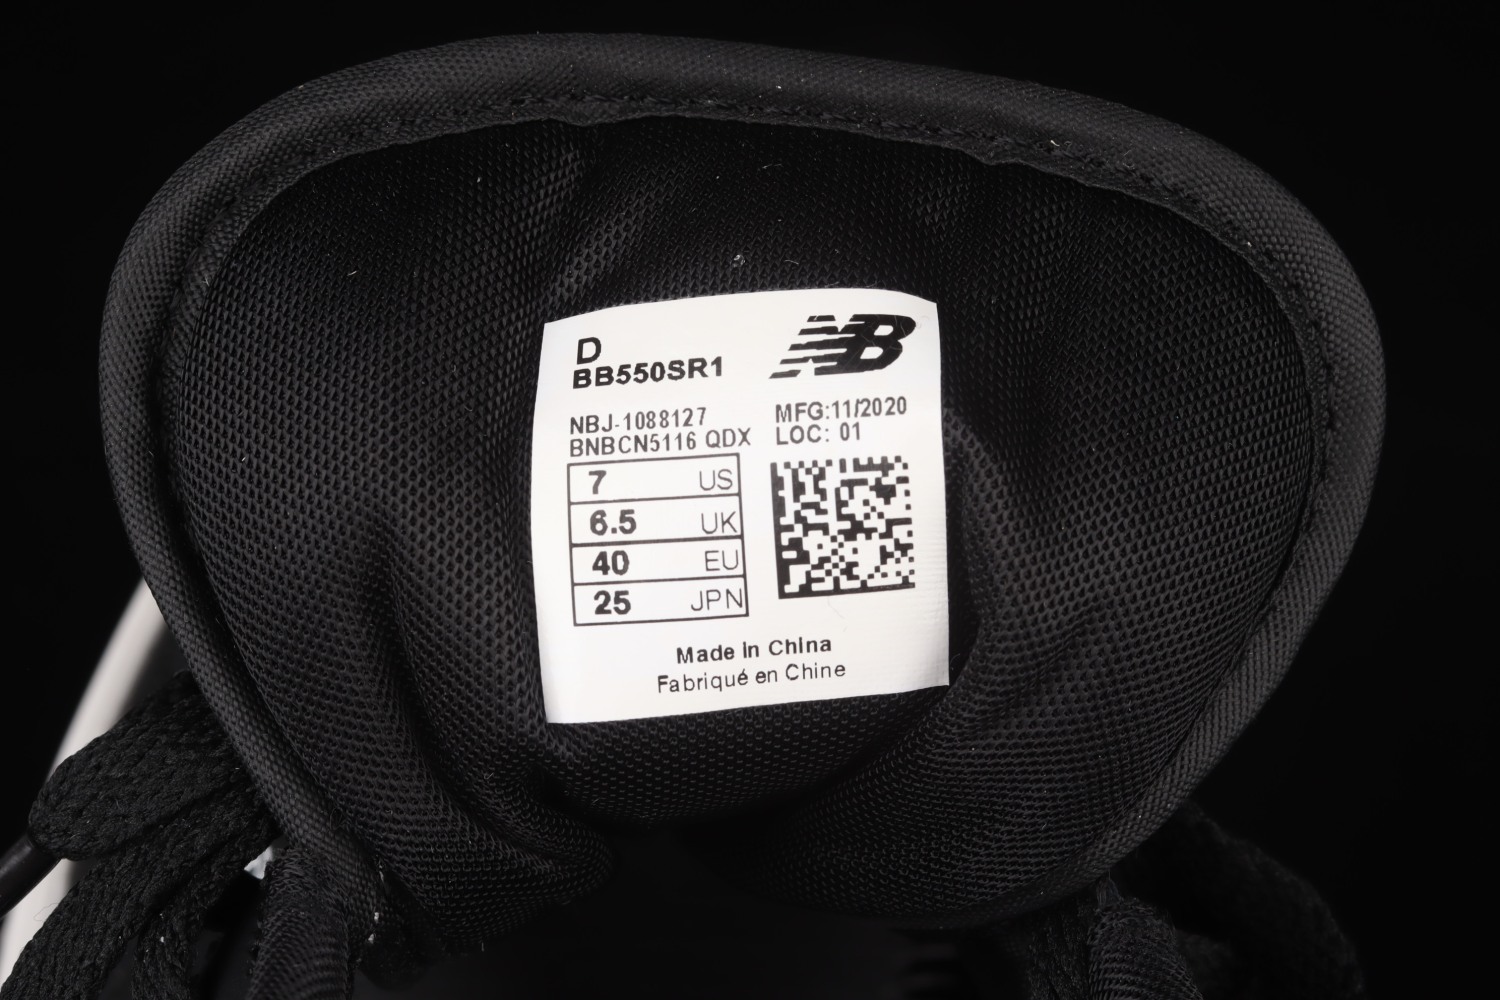 D
BB550SR1
NB
NBJ-1088127
BNBCN5116 QDX
MFG:11/2020
LOC: 01
7 US
6.5 UK
40 EU
25 JPN
Made in China
Fabriqué en Chine